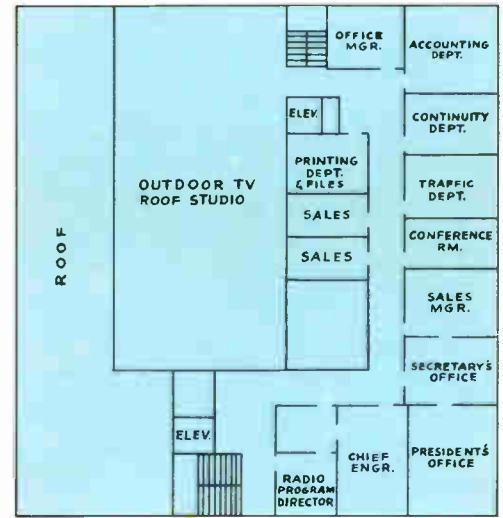 OFFICE
MGR.
ACCOUNTING
DEPT.
ELEV.
CONTINUITY
DEPT.
PRINTING
DEPT.
& FILES
OUTDOOR TV
ROOF STUDIO
TRAFFIC
DEPT.
SALES
CONFERENCE
RM.
SALES
ROOF
SALES
MGR.
SECRETARY'S
OFFICE
ELEV.
RADIO
PROGRAM
DIRECTOR
CHIEF
ENGR.
PRESIDENT'S
OFFICE